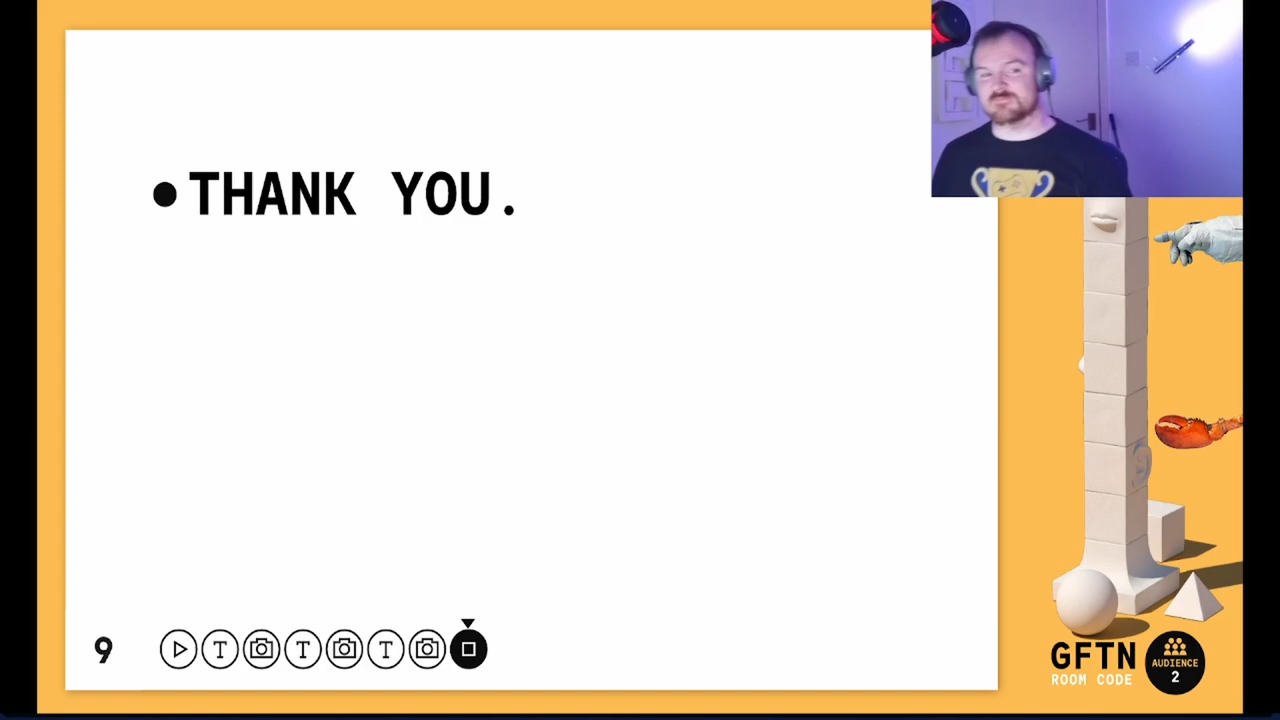 • THANK YOU.
9
T
T
T
GFTN
ROOM CODE
AUDIENCE
2